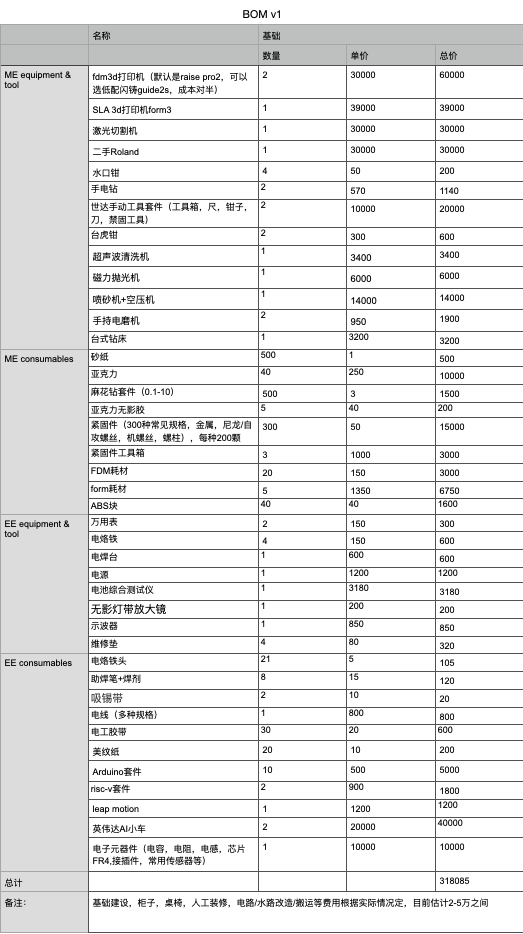 BOM v1
名称 基础
数量 单价 总价
ME equipment & tool
fdm3d打印机（默认是raise pro2，可以 2 30000 60000
选低配闪铸guide2s，成本对半）
SLA 3d打印机form3 1 39000 39000
激光切割机 1 30000 30000
二手Roland 1 30000 30000
水口钳 4 50 200
手电钻 2 570 1140
世达手动工具套件（工具箱，尺，钳子， 2 10000 20000
刀，禁固工具）
台虎钳 2 300 600
超声波清洗机 1 3400 3400
磁力抛光机 1 6000 6000
喷砂机+空压机 1 14000 14000
手持电磨机 2 950 1900
台式钻床 1 3200 3200
ME consumables 砂纸 500 1 500
亚克力 40 250 10000
麻花钻套件（0.1-10） 500 3 1500
亚克力无影胶 5 40 200
紧固件（300种常见规格，金属，尼龙/自 300 50 15000
攻螺丝，机螺丝，螺柱），每种200颗
紧固件工具箱 3 1000 3000
FDM耗材 20 150 3000
form耗材 5 1350 6750
ABS块 40 40 1600
EE equipment & tool
万用表 2 150 300
电烙铁 4 150 600
电焊台 1 600 600
电源 1 1200 1200
电池综合测试仪 1 3180 3180
无影灯带放大镜 1 200 200
示波器 1 850 850
维修垫 4 80 320
EE consumables 电烙铁头 21 5 105
助焊笔+焊剂 8 15 120
吸锡带 2 10 20
电线（多种规格） 1 800 800
电工胶带 30 20 600
美纹纸 20 10 200
Arduino套件 10 500 5000
risc-v套件 2 900 1800
leap motion 1 1200 1200
英伟达AI小车 2 20000 40000
电子元器件（电容，电阻，电感，芯片 1 10000 10000
FR4,接插件，常用传感器等）
总计 318085
备注： 基础建设，柜子，桌椅，人工装修，电路/水路改造/搬运等费用根据实际情况定，目前估计2-5万之间